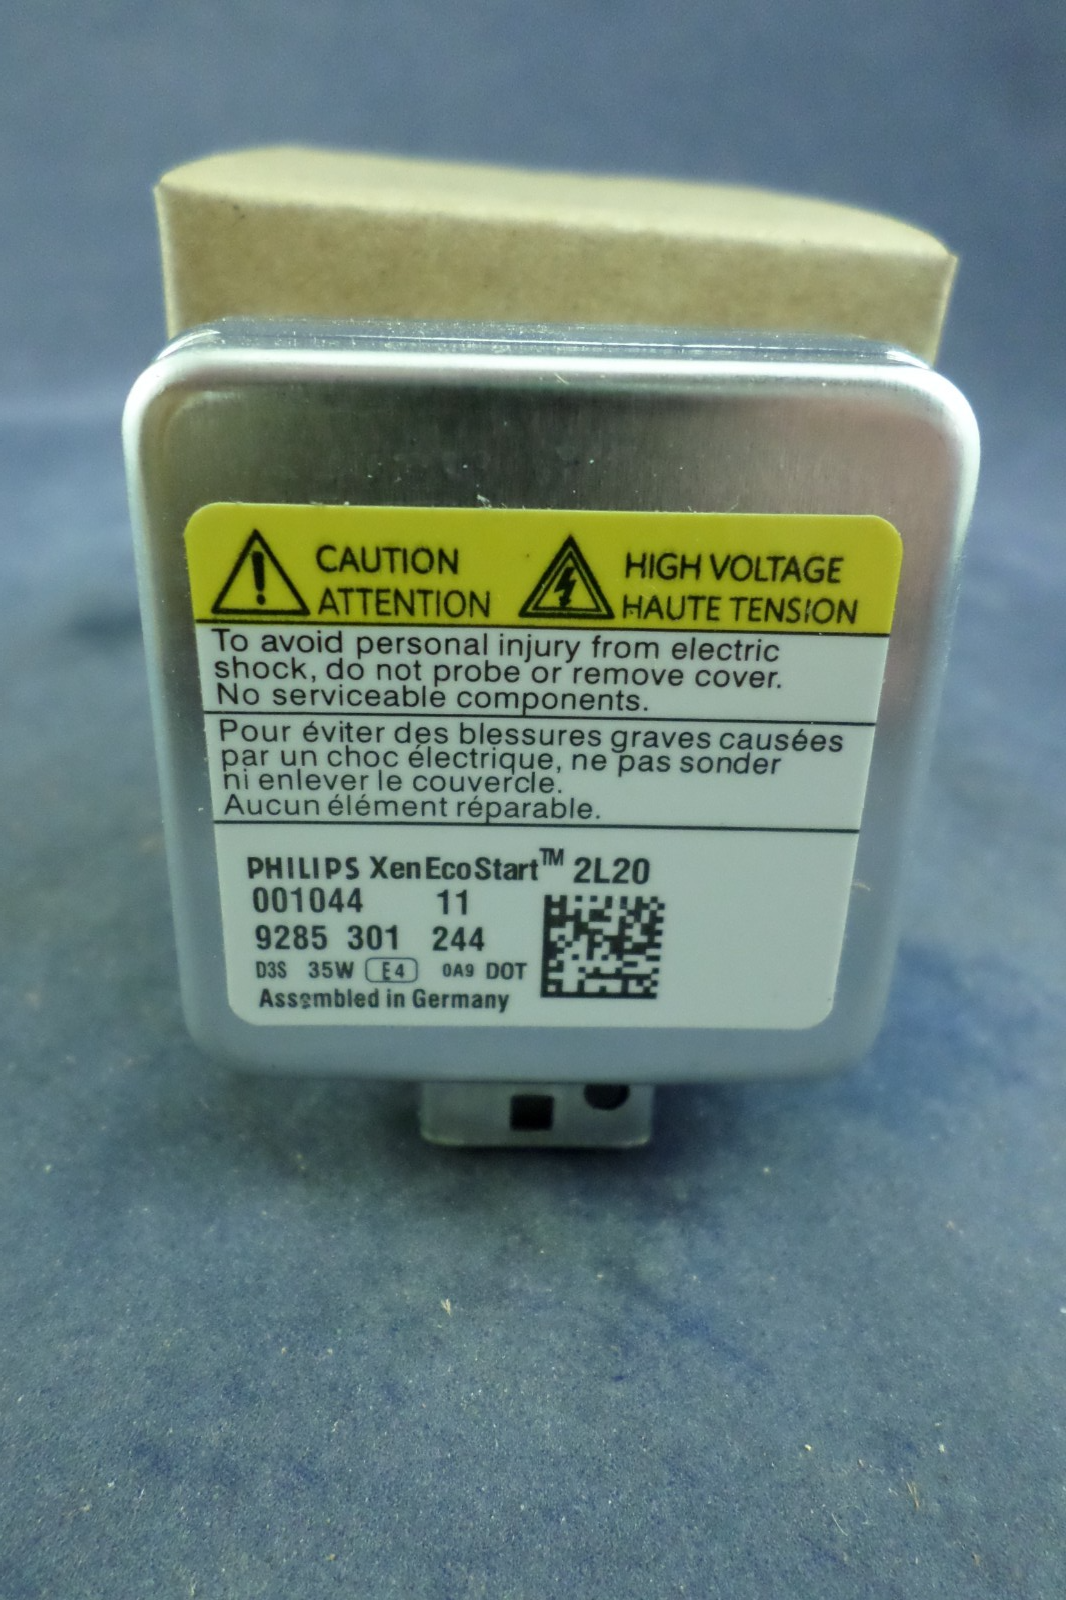 CAUTION
ATTENTION
HIGH VOLTAGE
HAUTE TENSION
To avoid personal injury from electric
shock, do not probe or remove cover.
No serviceable components.
Pour éviter des blessures graves causées
par un choc électrique, ne pas sonder
ni enlever le couvercle.
Aucun élément réparable.
PHILIPS XenEcoStart™ 2L20
001044 11
9285 301 244
D3S 35W E4 0A9 DOT
Assembled in Germany